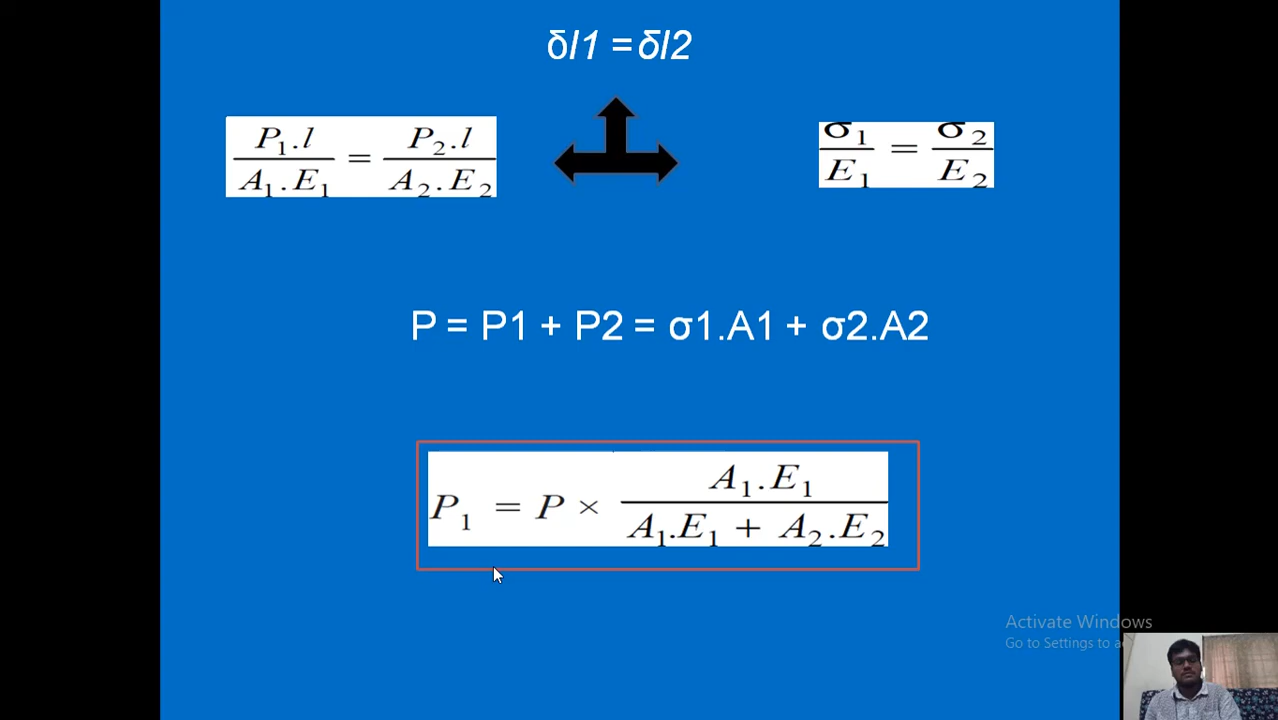 δl1 = δl2
P₁.l / A₁.E₁ = P₂.l / A₂.E₂
σ₁ / E₁ = σ₂ / E₂
P = P1 + P2 = σ1.A1 + σ2.A2
P₁ = P × A₁.E₁ / A₁.E₁ + A₂.E₂
Activate Windows
Go to Settings to